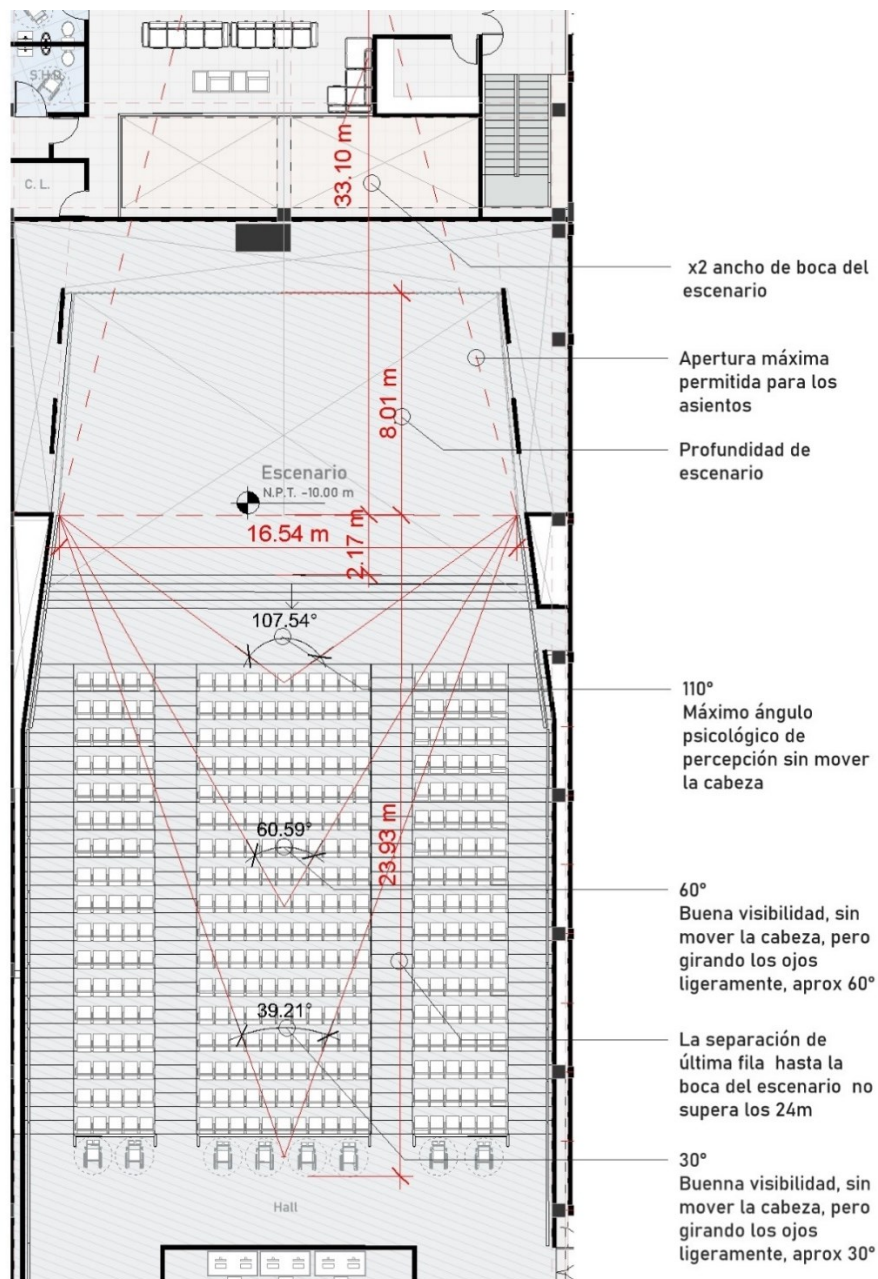 S.H.D.
C. L.
33.10 m
x2 ancho de boca del
escenario
Apertura máxima
permitida para los
asientos
8.01 m
Profundidad de
escenario
Escenario
N.P.T. -10.00 m
16.54 m
2.17 m
107.54°
110°
Máximo ángulo
psicológico de
percepción sin mover
la cabeza
60.59°
23.93 m
60°
Buena visibilidad, sin
mover la cabeza, pero
girando los ojos
ligeramente, aprox 60°
39.21°
La separación de
última fila hasta la
boca del escenario no
supera los 24m
30°
Buenna visibilidad, sin
mover la cabeza, pero
girando los ojos
ligeramente, aprox 30°
Hall